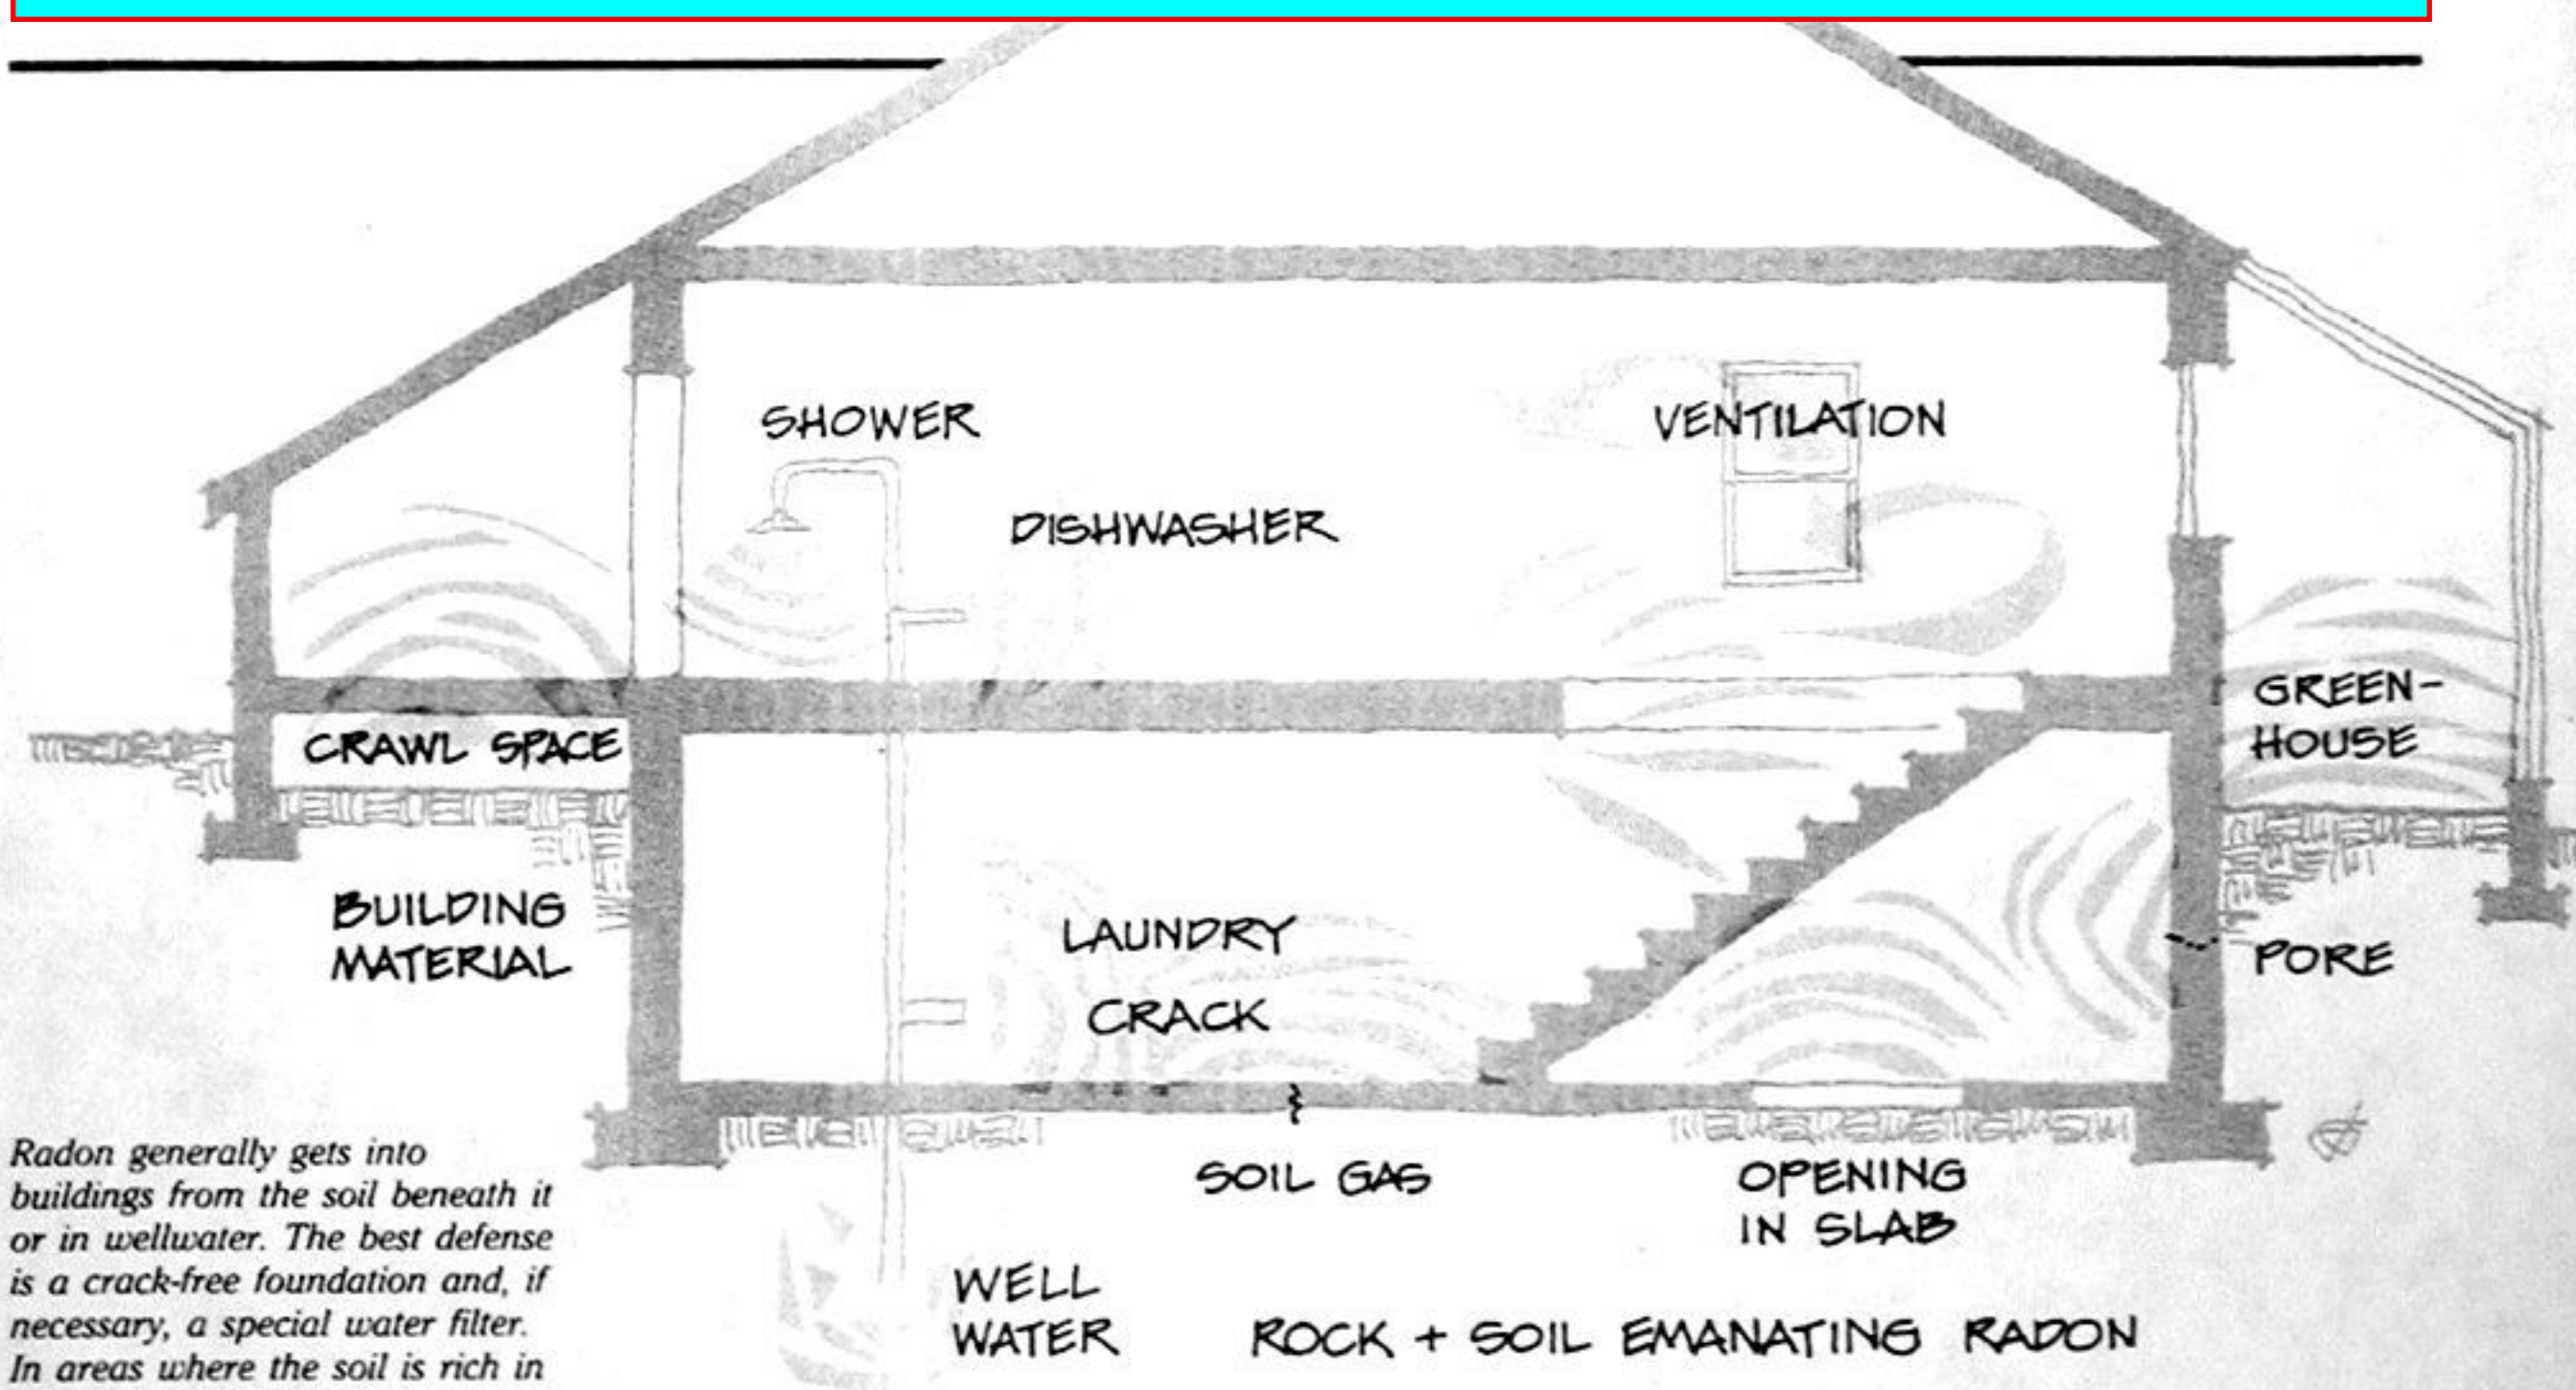 SHOWER
VENTILATION
DISHWASHER
GREEN-
HOUSE
CRAWL SPACE
BUILDING
MATERIAL
LAUNDRY
CRACK
PORE
SOIL GAS
OPENING
IN SLAB
WELL
WATER
ROCK + SOIL EMANATING RADON
Radon generally gets into
buildings from the soil beneath it
or in wellwater. The best defense
is a crack-free foundation and, if
necessary, a special water filter.
In areas where the soil is rich in